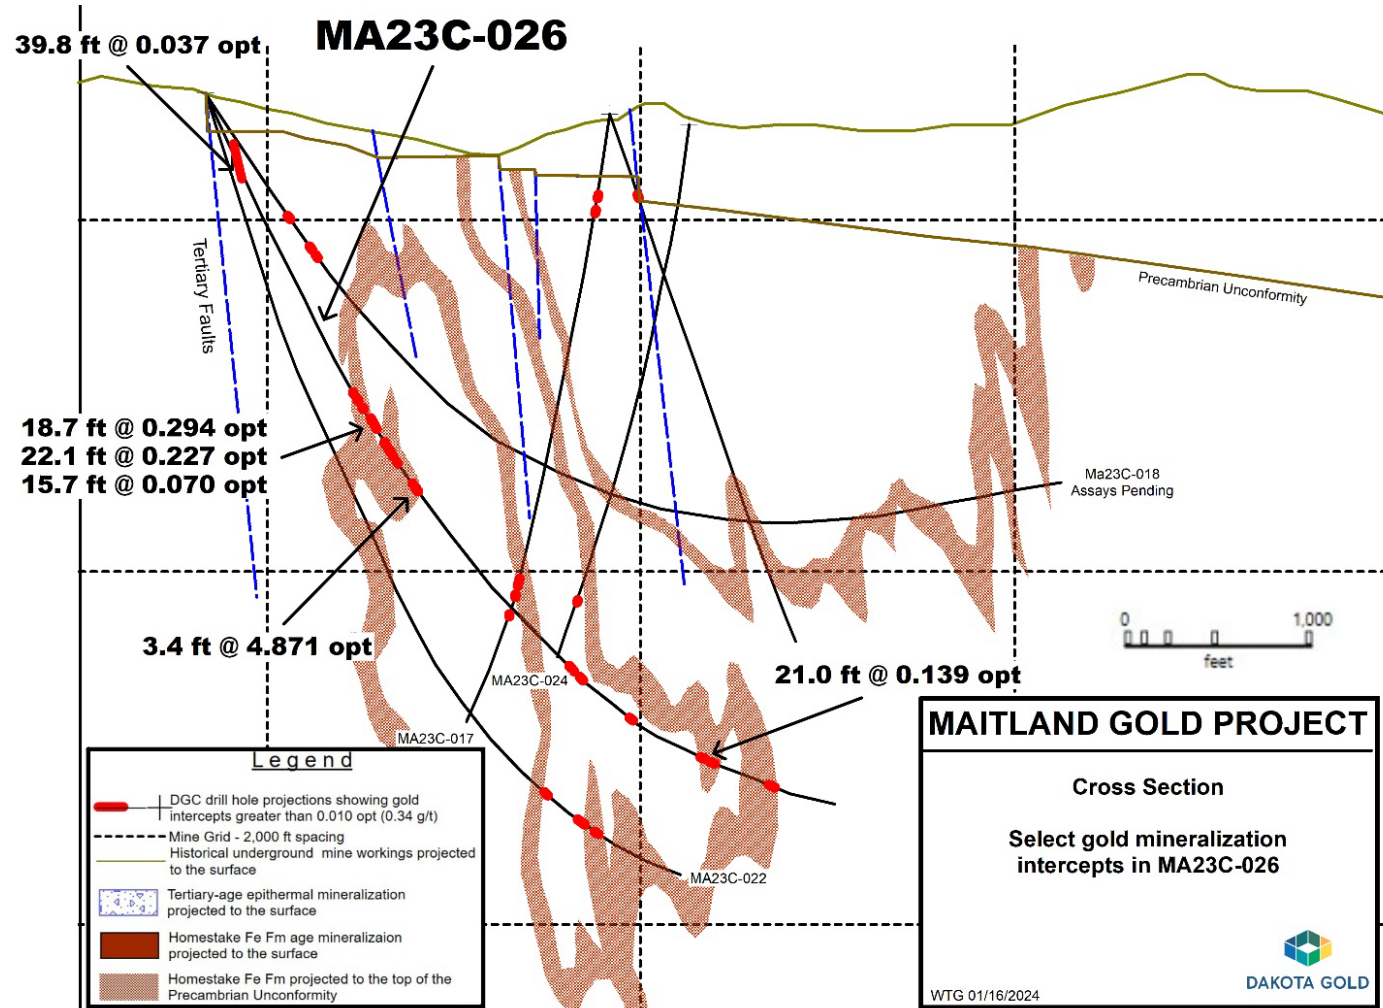 39.8 ft @ 0.037 opt
MA23C-026
Tertiary Faults
Precambrian Unconformity
18.7 ft @ 0.294 opt
22.1 ft @ 0.227 opt
15.7 ft @ 0.070 opt
Ma23C-018
Assays Pending
0 1,000
feet
3.4 ft @ 4.871 opt
MA23C-024
21.0 ft @ 0.139 opt
MA23C-017
MA23C-022
Legend
DGC drill hole projections showing gold
intercepts greater than 0.010 opt (0.34 g/t)
Mine Grid - 2,000 ft spacing
Historical underground mine workings projected
to the surface
Tertiary-age epithermal mineralization
projected to the surface
Homestake Fe Fm age mineralizaion
projected to the surface
Homestake Fe Fm projected to the top of the
Precambrian Unconformity
MAITLAND GOLD PROJECT
Cross Section
Select gold mineralization
intercepts in MA23C-026
DAKOTA GOLD
WTG 01/16/2024